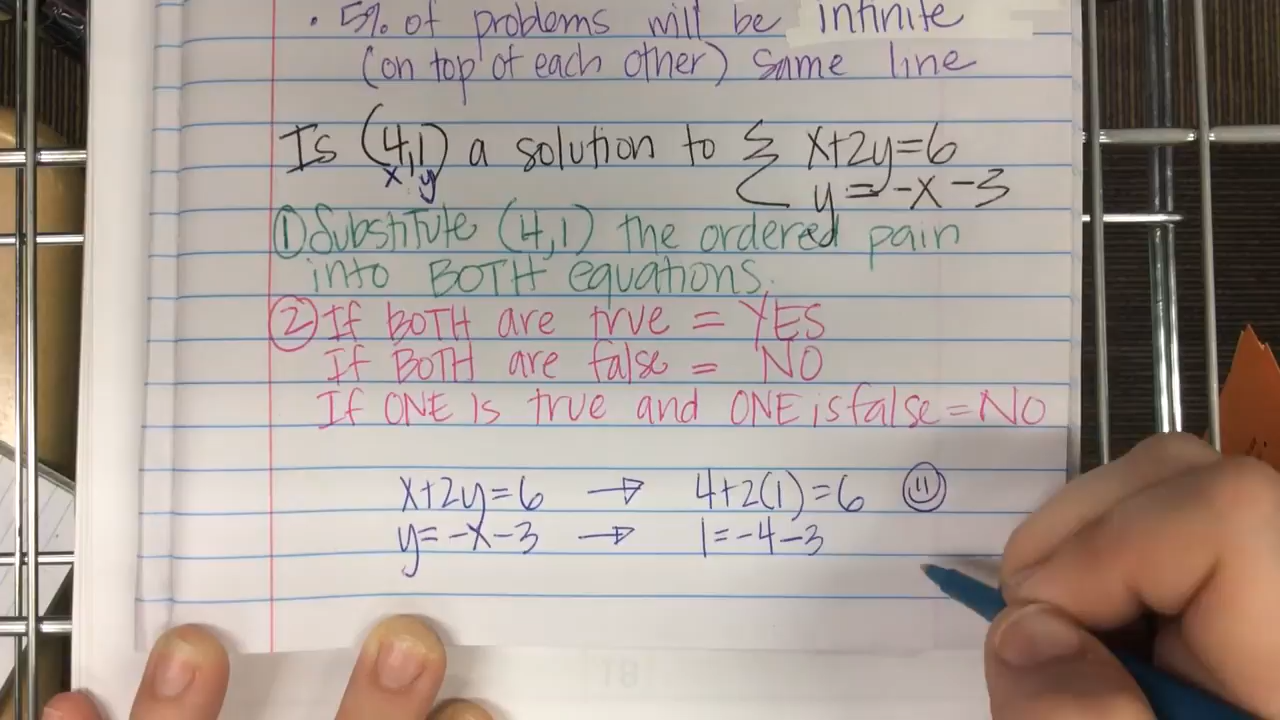 • 5% of problems will be infinite
(on top of each other) same line
Is (4,1) a solution to { x+2y=6
x y
y = -x -3
① Substitute (4,1) the ordered pain
into BOTH equations.
② If BOTH are true = YES
If BOTH are false = NO
If ONE is true and ONE is false = NO
x+2y=6 → 4+2(1)=6
y=-x-3 → 1=-4-3
18